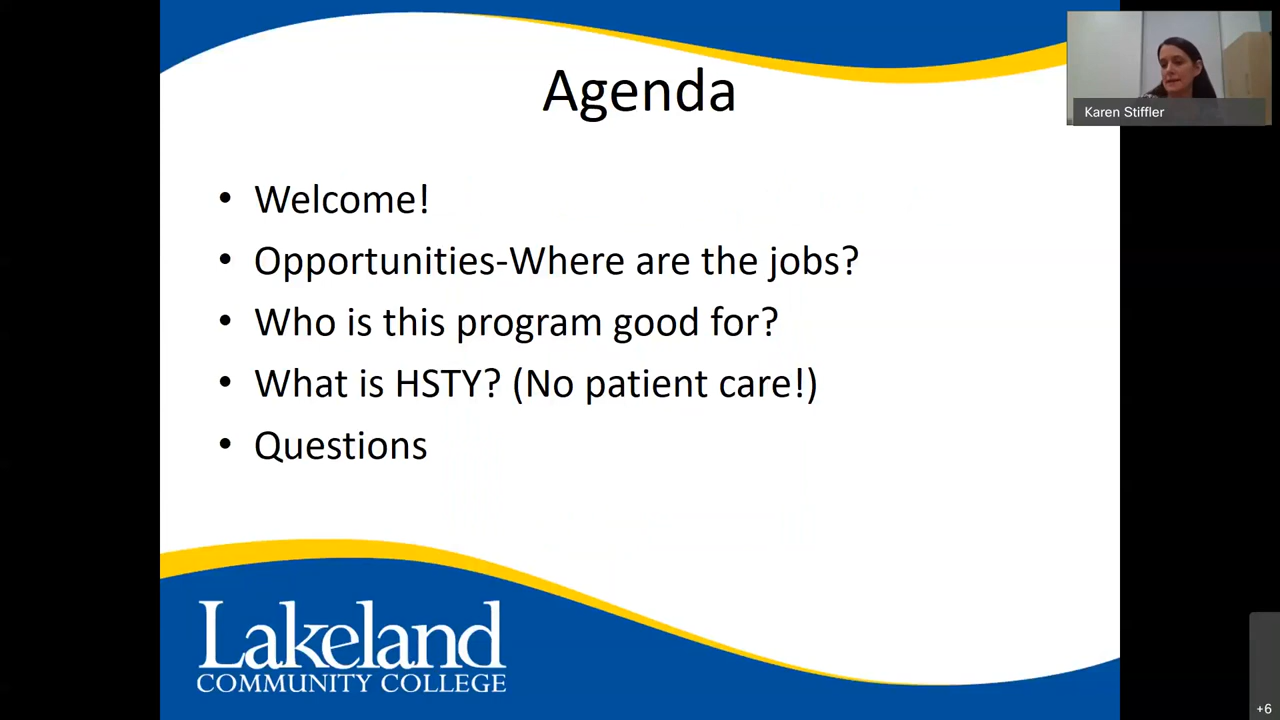 Agenda
Karen Stiffler
• Welcome!
• Opportunities-Where are the jobs?
• Who is this program good for?
• What is HSTY? (No patient care!)
• Questions
Lakeland
COMMUNITY COLLEGE
+6